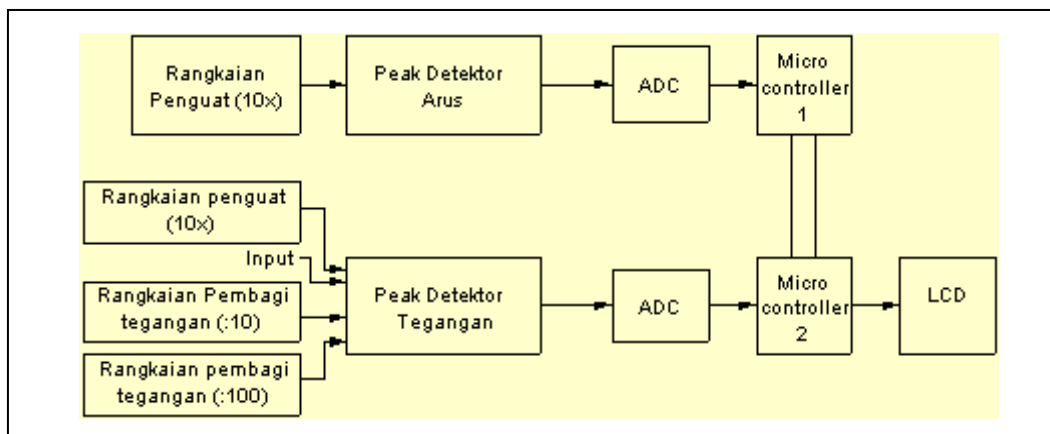 Rangkaian
Penguat (10x)
Peak Detektor
Arus
ADC
Micro
controller
1
Rangkaian penguat
(10x)
Input
Rangkaian Pembagi
tegangan (:10)
Rangkaian pembagi
tegangan (:100)
Peak Detektor
Tegangan
ADC
Micro
controller
2
LCD